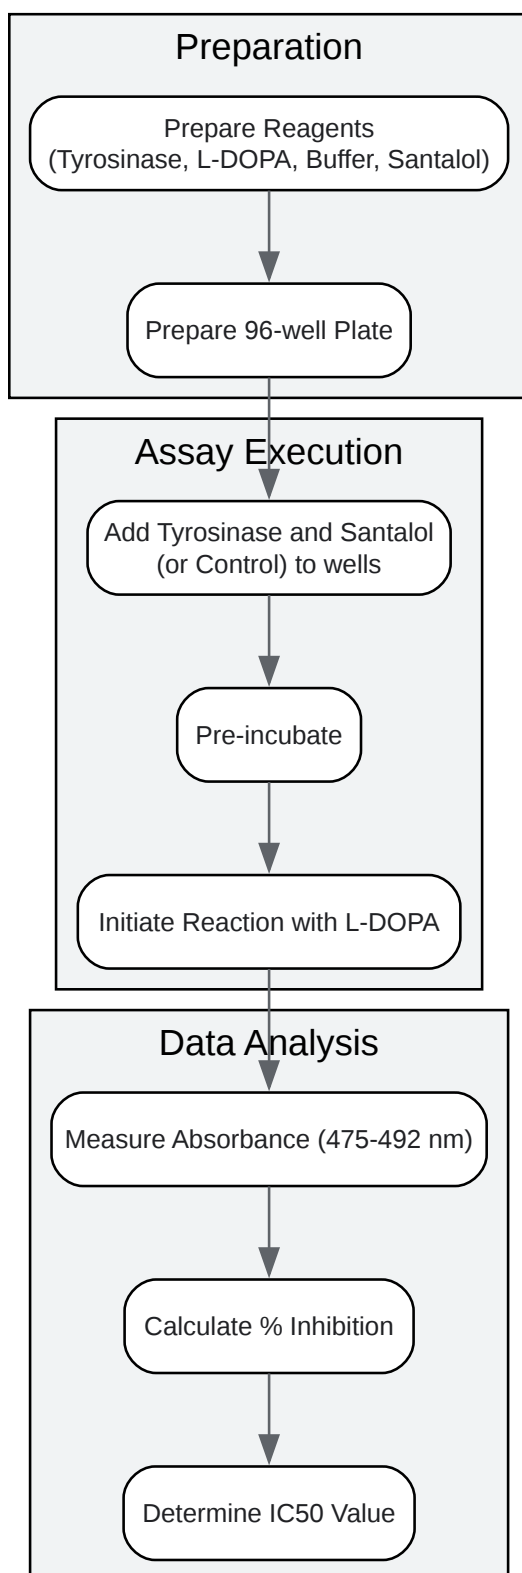 Preparation
Prepare Reagents
(Tyrosinase, L-DOPA, Buffer, Santalol)
Prepare 96-well Plate
Assay Execution
Add Tyrosinase and Santalol
(or Control) to wells
Pre-incubate
Initiate Reaction with L-DOPA
Data Analysis
Measure Absorbance (475-492 nm)
Calculate % Inhibition
Determine IC50 Value